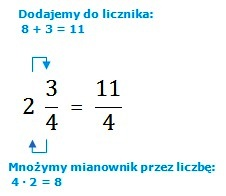 Dodajemy do licznika:
8 + 3 = 11
2 3/4 = 11/4
Mnożymy mianownik przez liczbę:
4 · 2 = 8